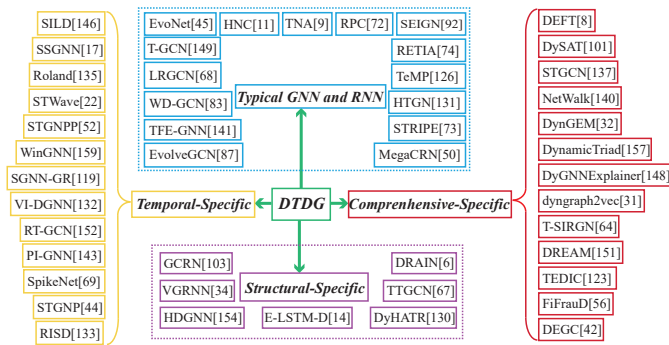 SILD[146]
SSGNN[17]
Roland[135]
STWave[22]
STGNPP[52]
WinGNN[159]
SGNN-GR[119]
VI-DGNN[132]
RT-GCN[152]
PI-GNN[143]
SpikeNet[69]
STGNP[44]
RISD[133]
Temporal-Specific
EvoNet[45]
HNC[11]
TNA[9]
RPC[72]
SEIGN[92]
T-GCN[149]
RETIA[74]
LRGCN[68]
TeMP[126]
WD-GCN[83]
Typical GNN and RNN
HTGN[131]
TFE-GNN[141]
STRIPE[73]
EvolveGCN[87]
MegaCRN[50]
DTDG
GCRN[103]
DRAIN[6]
VGRNN[34]
Structural-Specific
TTGCN[67]
HDGNN[154]
E-LSTM-D[14]
DyHATR[130]
Comprenhensive-Specific
DEFT[8]
DySAT[101]
STGCN[137]
NetWalk[140]
DynGEM[32]
DynamicTriad[157]
DyGNNExplainer[148]
dyngraph2vec[31]
T-SIRGN[64]
DREAM[151]
TEDIC[123]
FiFrauD[56]
DEGC[42]